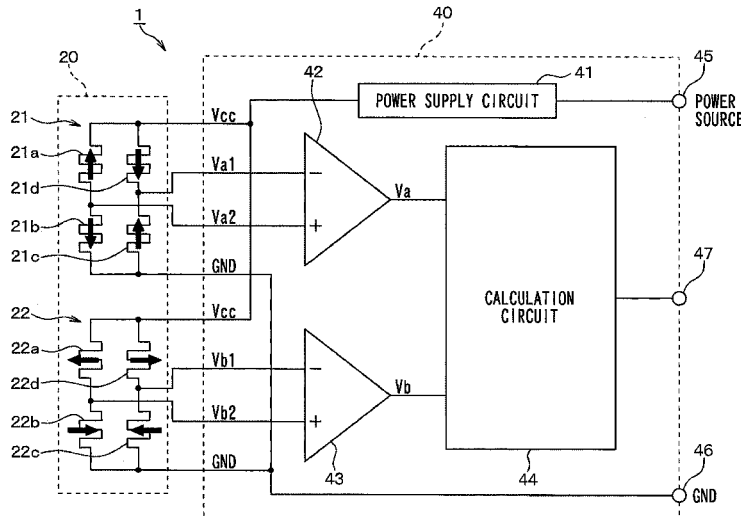 1
40
20
42
41
45
POWER SUPPLY CIRCUIT
POWER
SOURCE
21
Vcc
21a
Va1
21d
Va
Va2
21b
21c
GND
47
CALCULATION
CIRCUIT
22
Vcc
22a
Vb1
22d
Vb
Vb2
22b
46
22c
GND
43
44
GND
−
+
−
+